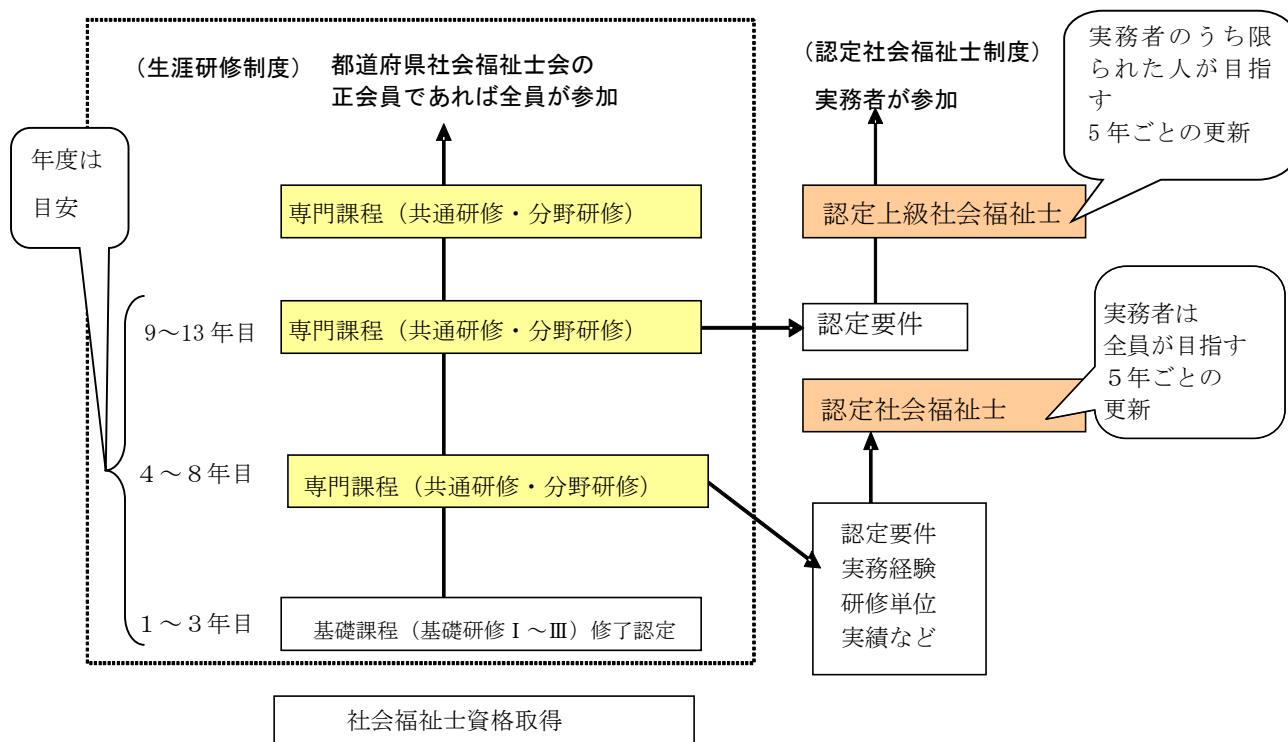 （生涯研修制度）
都道府県社会福祉士会の
正会員であれば全員が参加
（認定社会福祉士制度）
実務者が参加
実務者のうち限
られた人が目指
す
5 年ごとの更新
年度は
目安
専門課程（共通研修・分野研修）
認定上級社会福祉士
9～13 年目
専門課程（共通研修・分野研修）
認定要件
実務者は
全員が目指す
５年ごとの
更新
認定社会福祉士
４～８年目
専門課程（共通研修・分野研修）
認定要件
実務経験
研修単位
実績など
１～３年目
基礎課程（基礎研修Ⅰ～Ⅲ）修了認定
社会福祉士資格取得